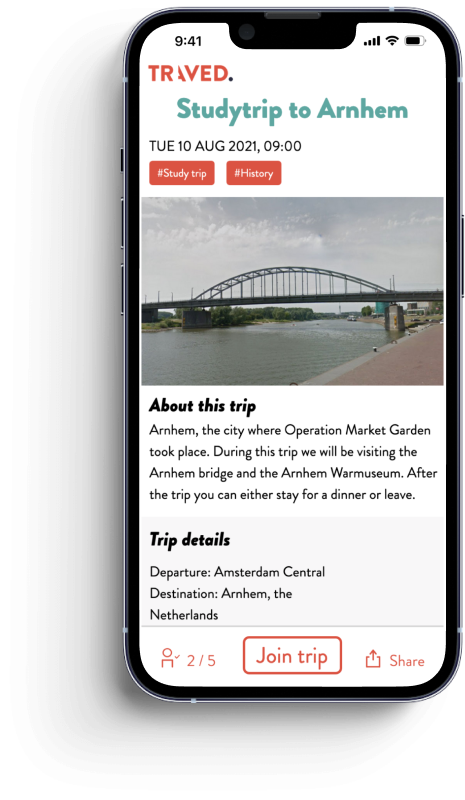 9:41
TRAVED.
Studytrip to Arnhem
TUE 10 AUG 2021, 09:00
#Study trip #History
About this trip
Arnhem, the city where Operation Market Garden
took place. During this trip we will be visiting the
Arnhem bridge and the Arnhem Warmuseum. After
the trip you can either stay for a dinner or leave.
Trip details
Departure: Amsterdam Central
Destination: Arnhem, the
Netherlands
2 / 5 Join trip Share